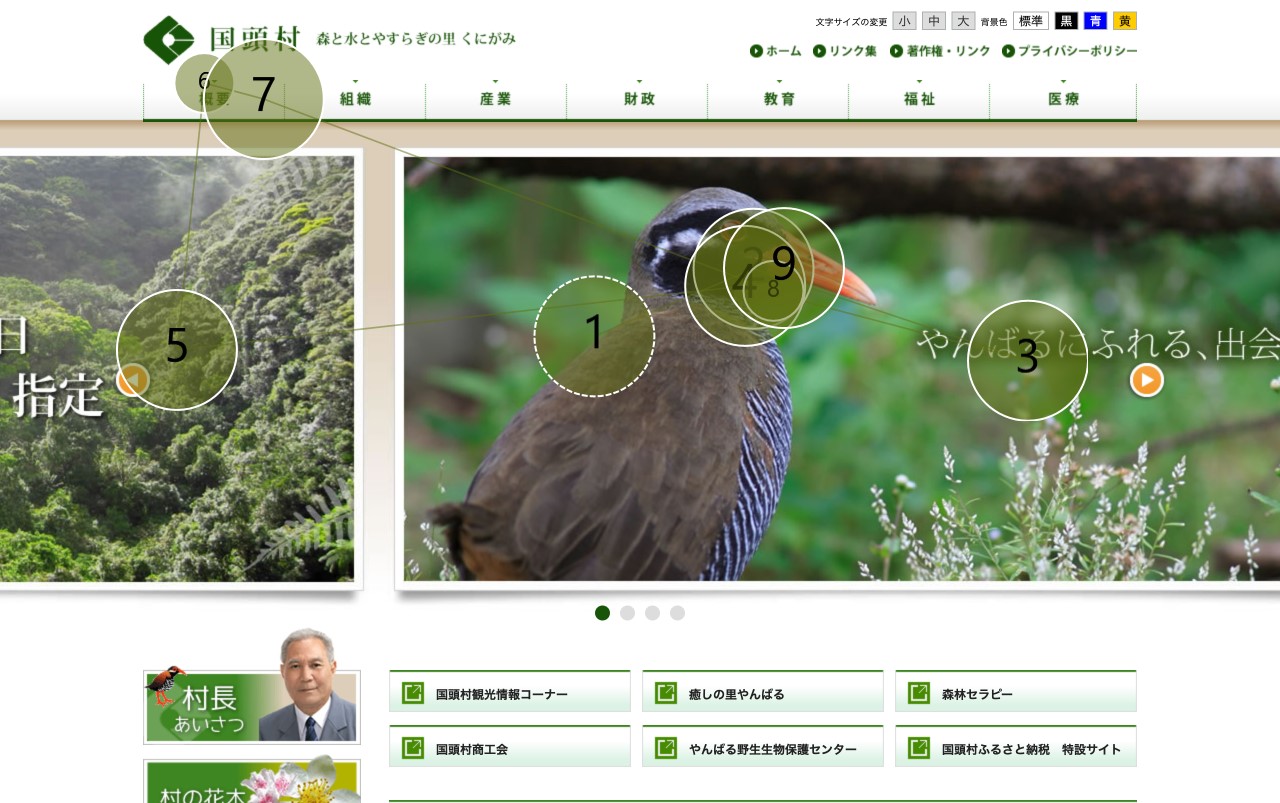 文字サイズの変更 小 中 大 背景色 標準 黒 青 黄
国頭村 森と水とやすらぎの里 くにがみ
ホーム リンク集 著作権・リンク プライバシーポリシー
概要 組織 産業 財政 教育 福祉 医療
6
7
9
8
1
5
3
日
指定
やんばるにふれる、出会
村長
あいさつ
国頭村観光情報コーナー 癒しの里やんばる 森林セラピー
国頭村商工会 やんばる野生生物保護センター 国頭村ふるさと納税 特設サイト
村の花木